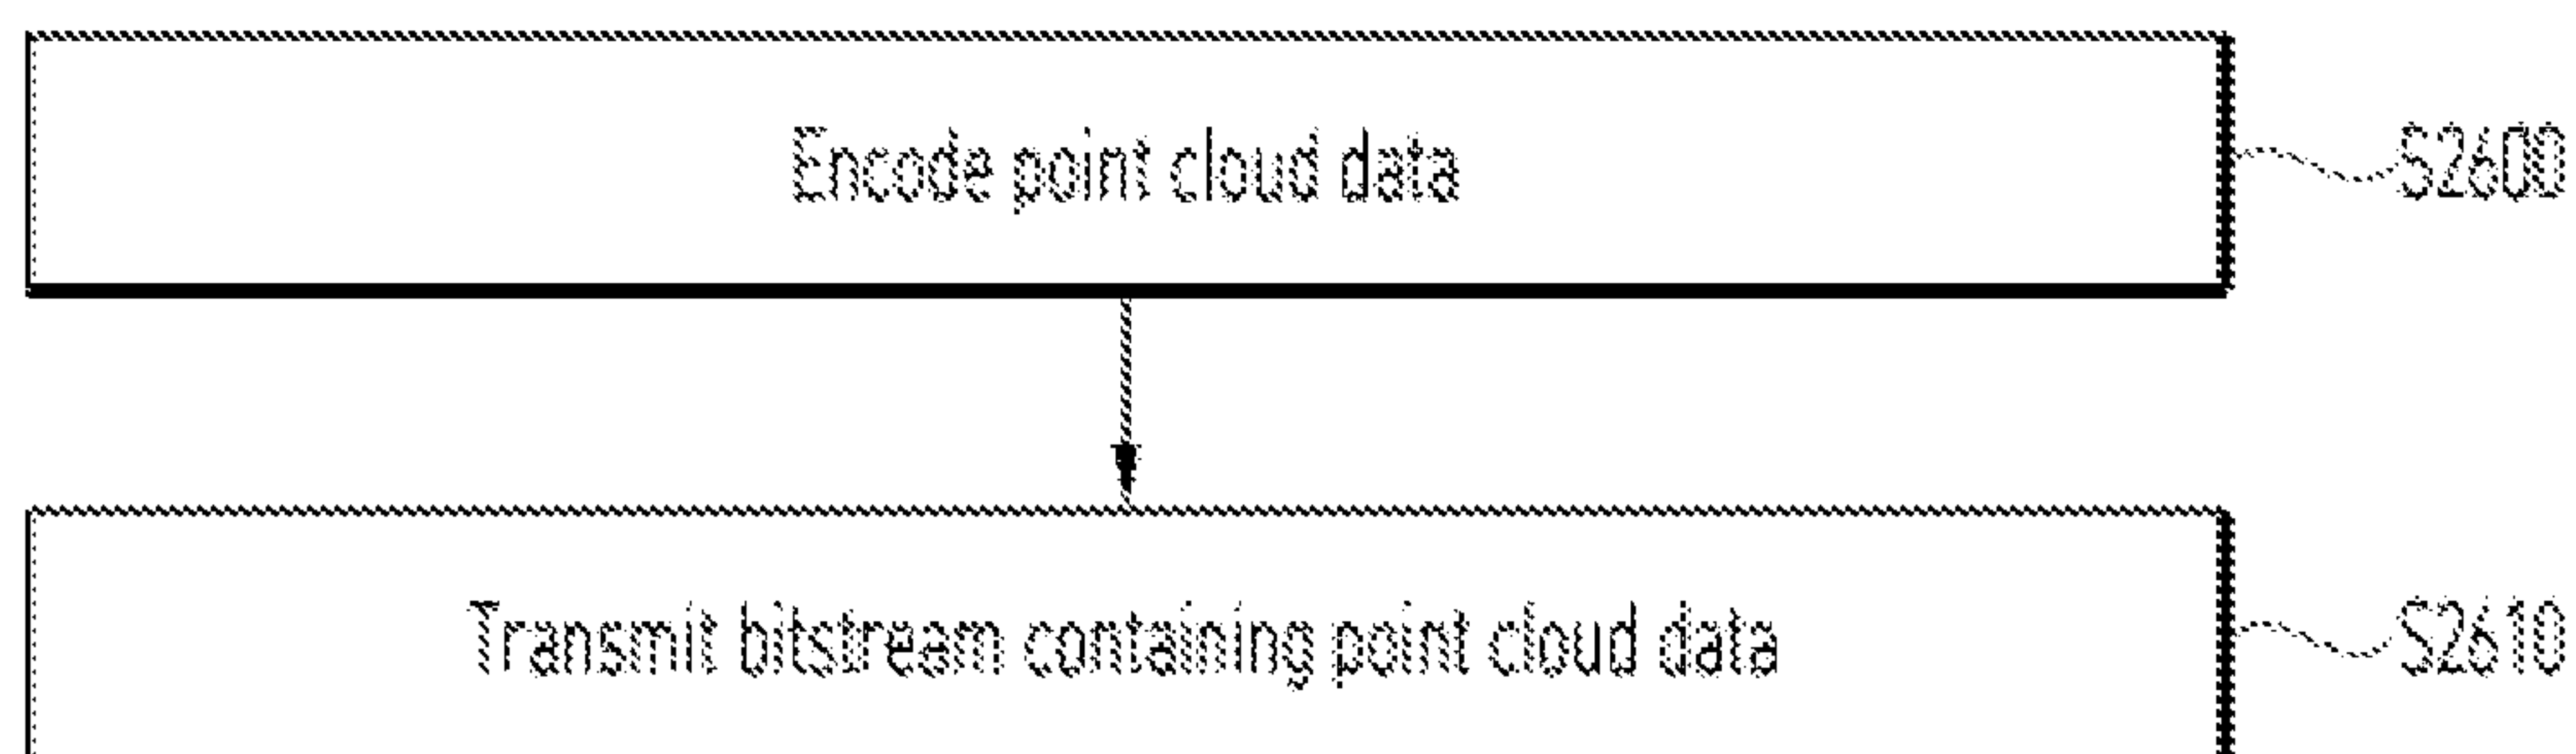 Encode point cloud data
S2600
Transmit bitstream containing point cloud data
S2610